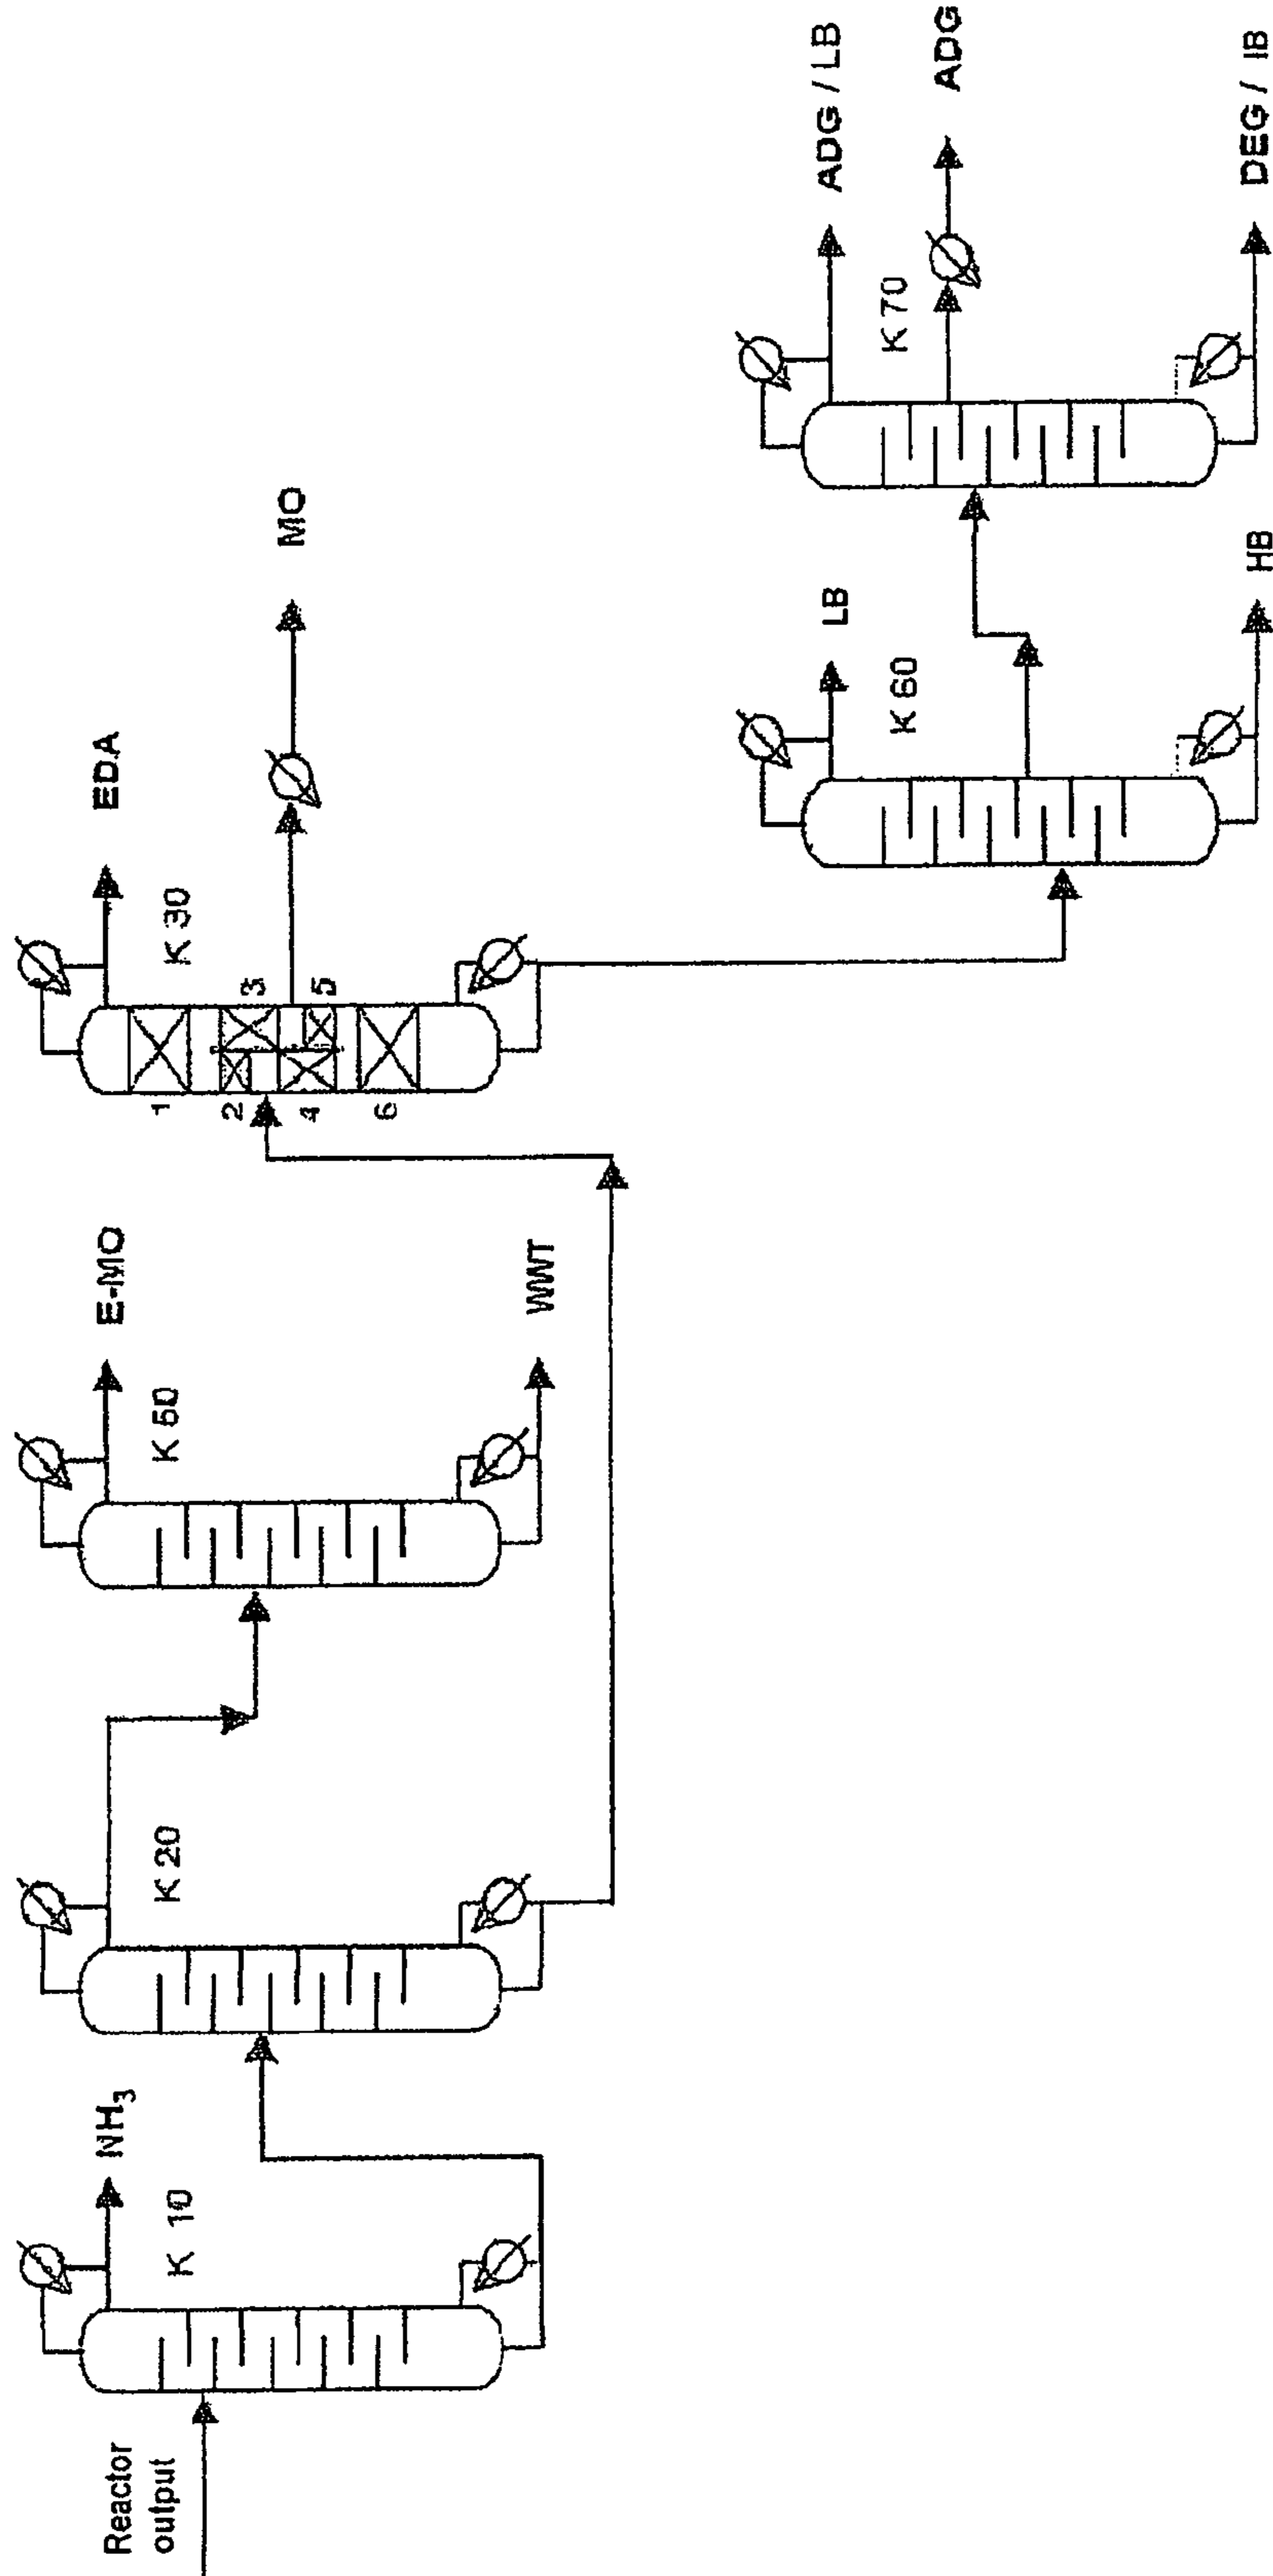 Reactor
output
NH₃
K 10
K 20
E-MO
K 50
WWT
EDA
K 30
1
2
3
4
5
6
MO
LB
K 60
HB
ADG / LB
K 70
ADG
DEG / IB